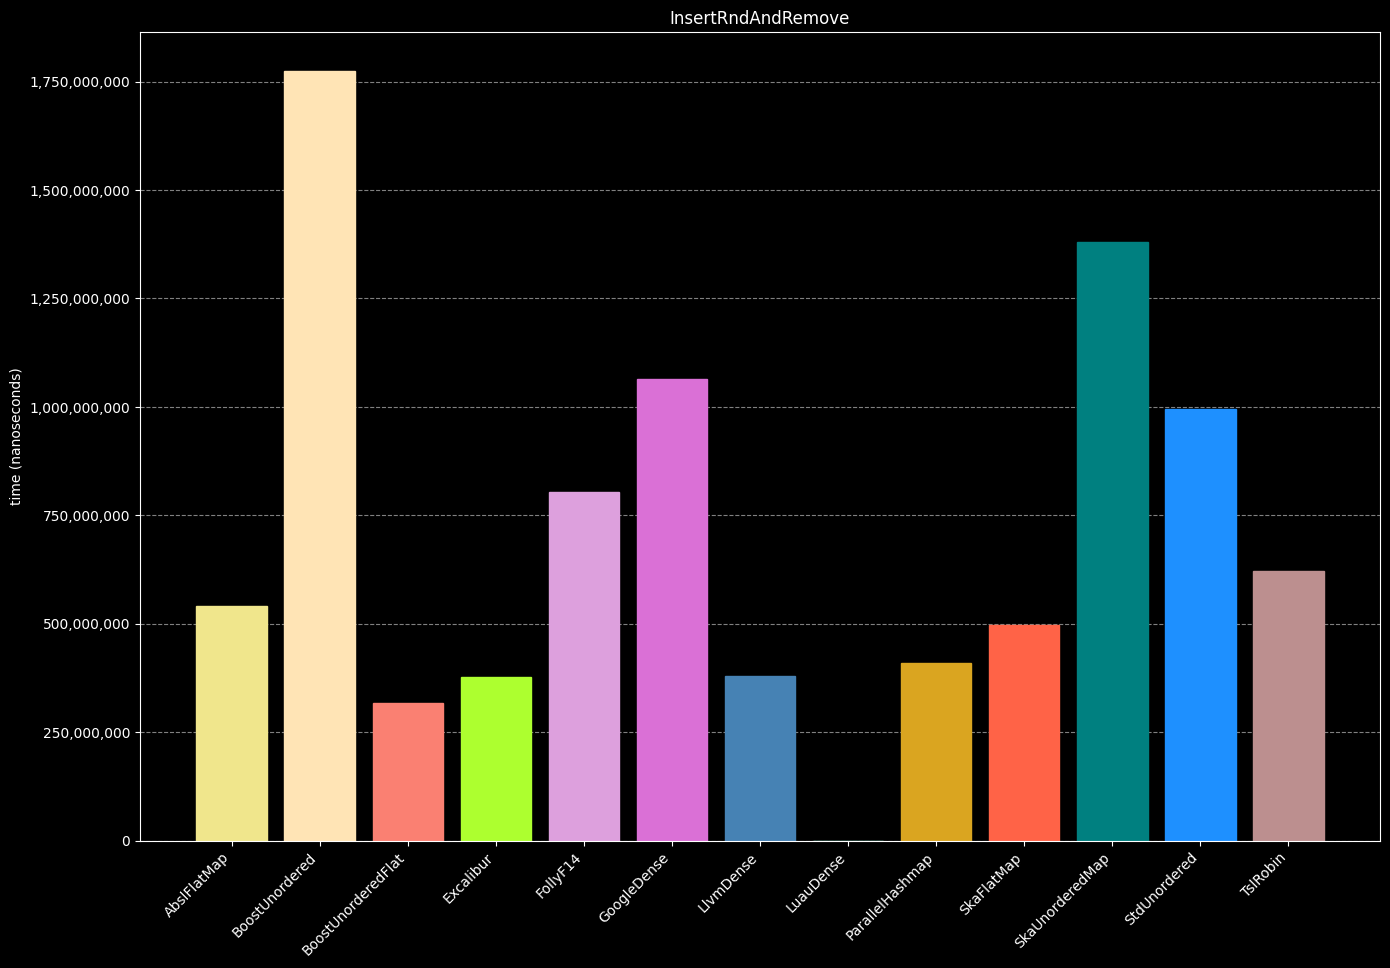 InsertRndAndRemove
time (nanoseconds)
1,750,000,000
1,500,000,000
1,250,000,000
1,000,000,000
750,000,000
500,000,000
250,000,000
0
AbslFlatMap
BoostUnordered
BoostUnorderedFlat
Excalibur
FollyF14
GoogleDense
LlvmDense
LuauDense
ParallelHashmap
SkaFlatMap
SkaUnorderedMap
StdUnordered
TslRobin